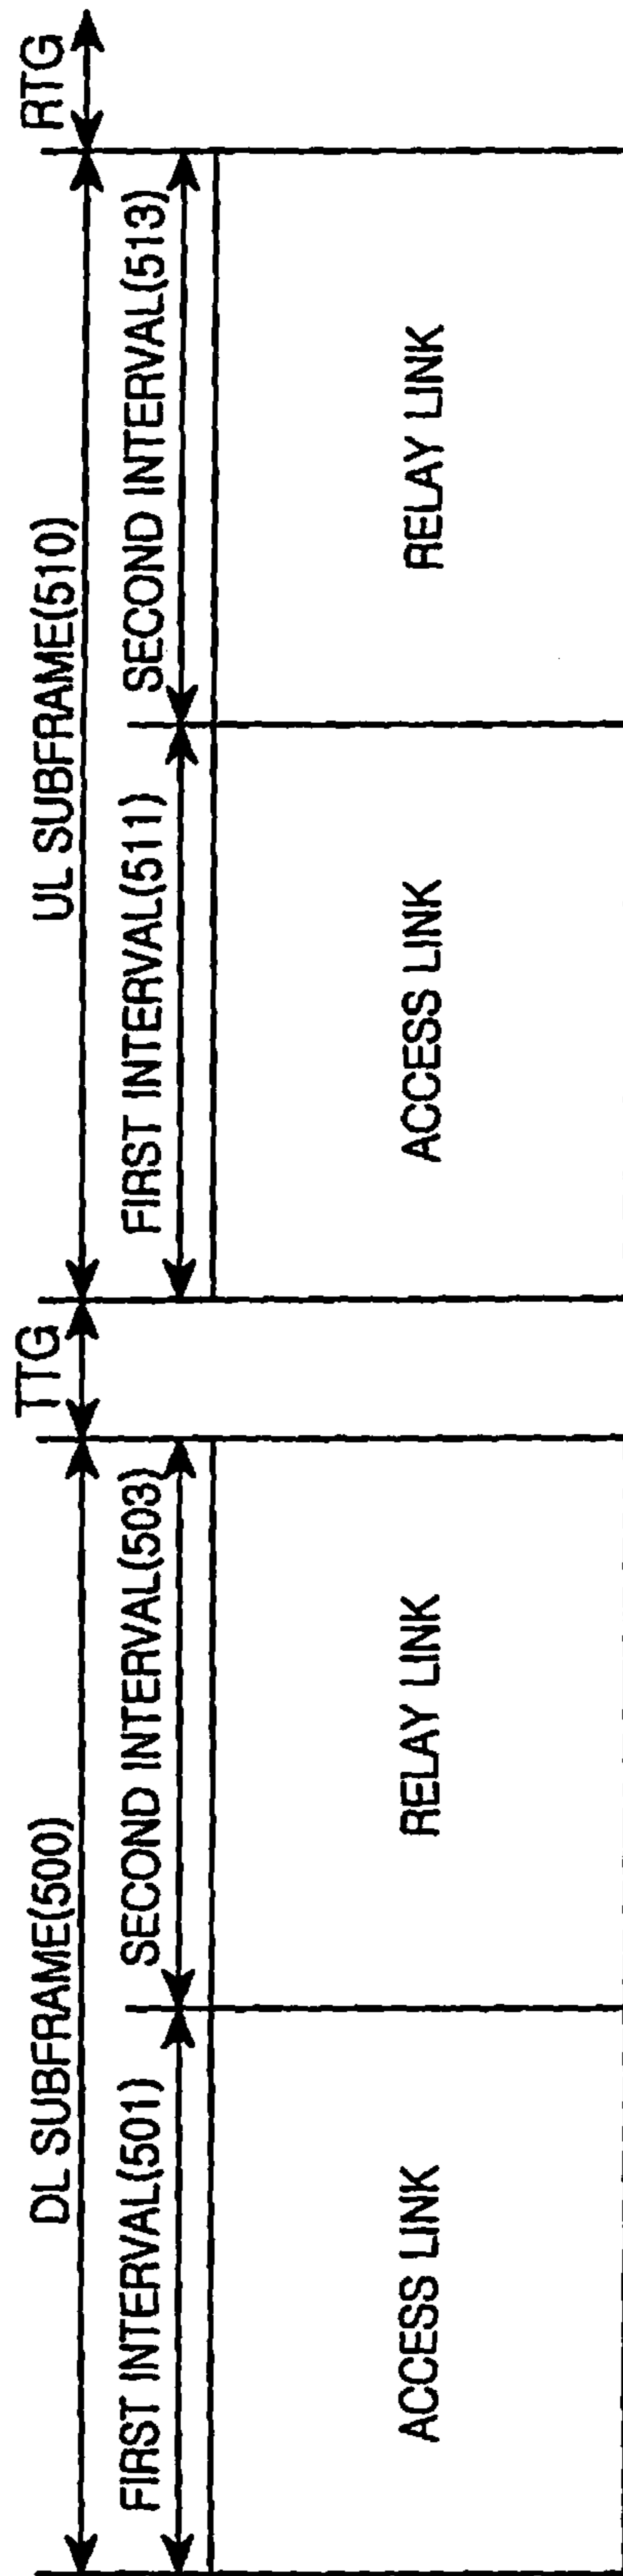 DL SUBFRAME(500)
TTG
UL SUBFRAME(510)
RTG
FIRST INTERVAL(501)
SECOND INTERVAL(503)
FIRST INTERVAL(511)
SECOND INTERVAL(513)
ACCESS LINK
RELAY LINK
ACCESS LINK
RELAY LINK